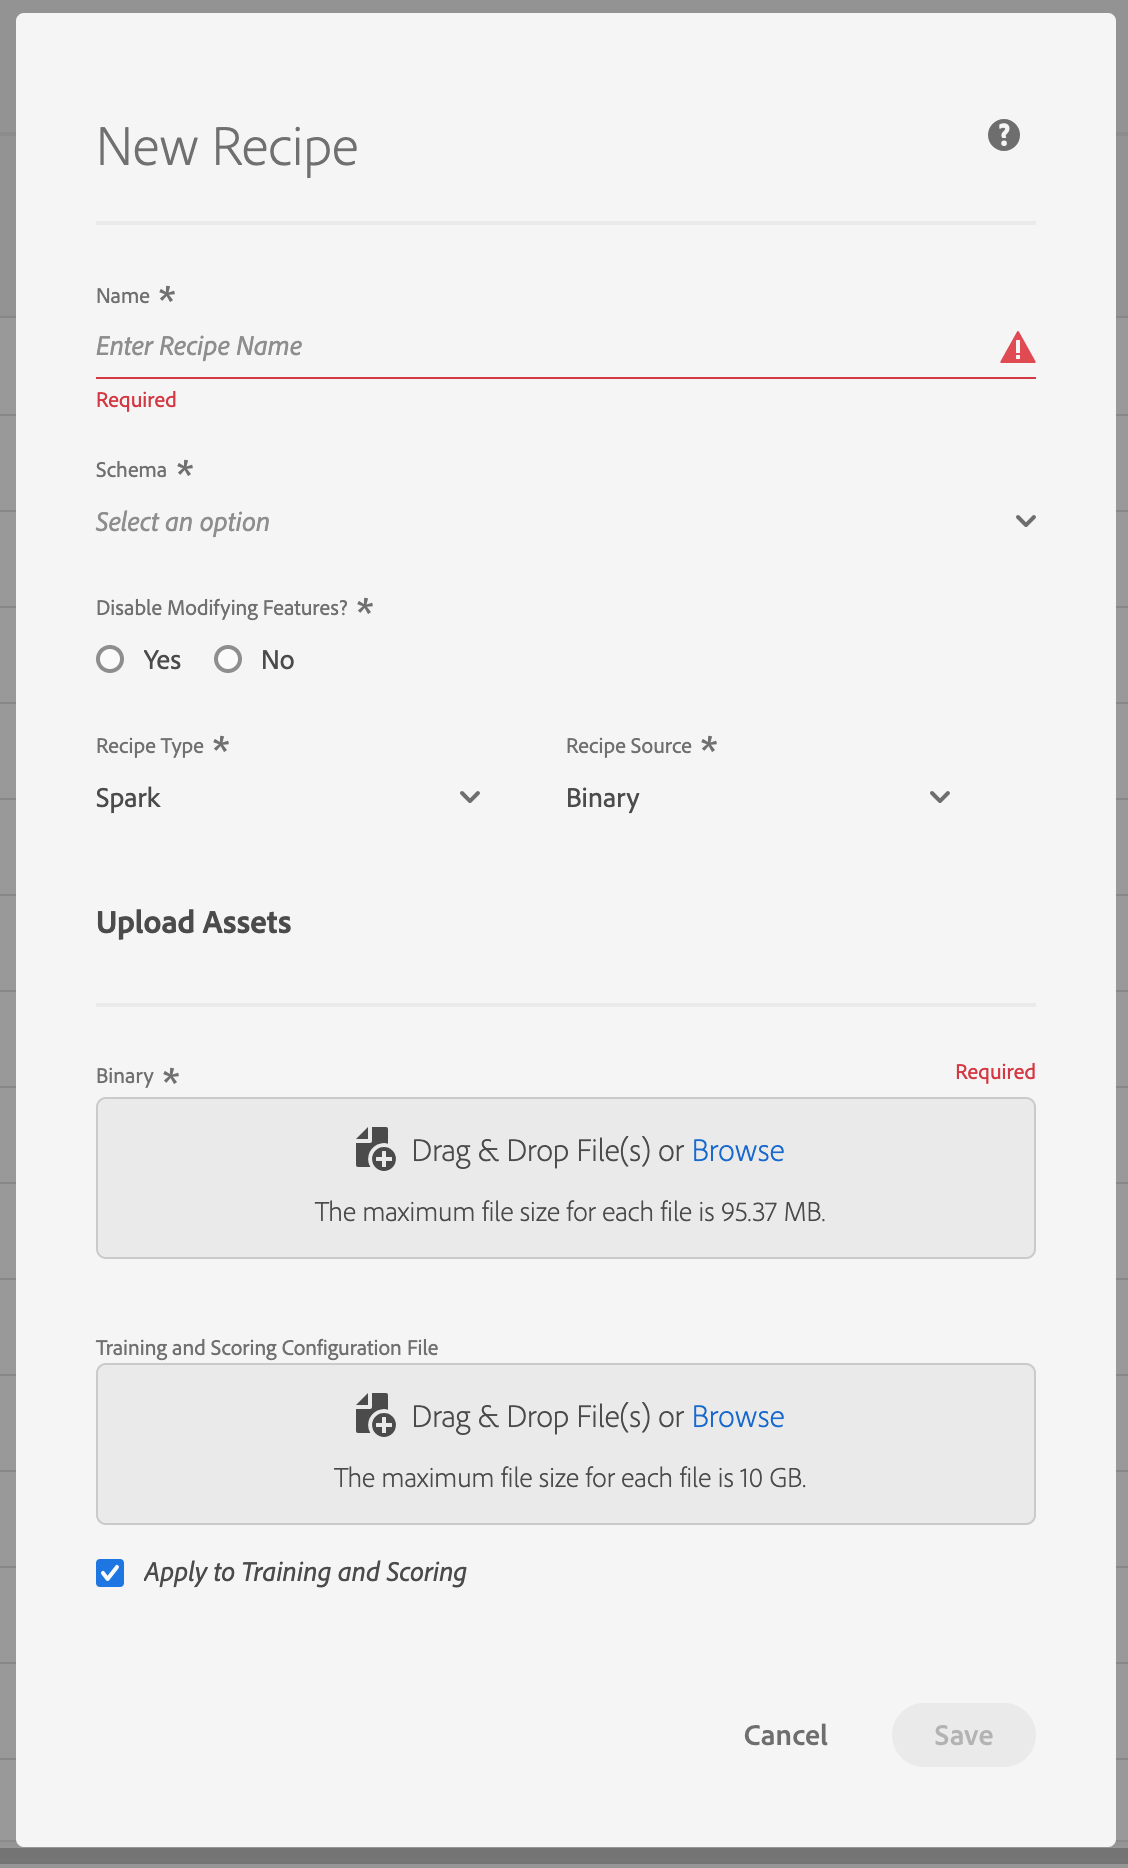 New Recipe
Name *
Enter Recipe Name
Required
Schema *
Select an option
Disable Modifying Features? *
Yes No
Recipe Type * Recipe Source *
Spark Binary
Upload Assets
Binary * Required
Drag & Drop File(s) or Browse
The maximum file size for each file is 95.37 MB.
Training and Scoring Configuration File
Drag & Drop File(s) or Browse
The maximum file size for each file is 10 GB.
Apply to Training and Scoring
Cancel Save